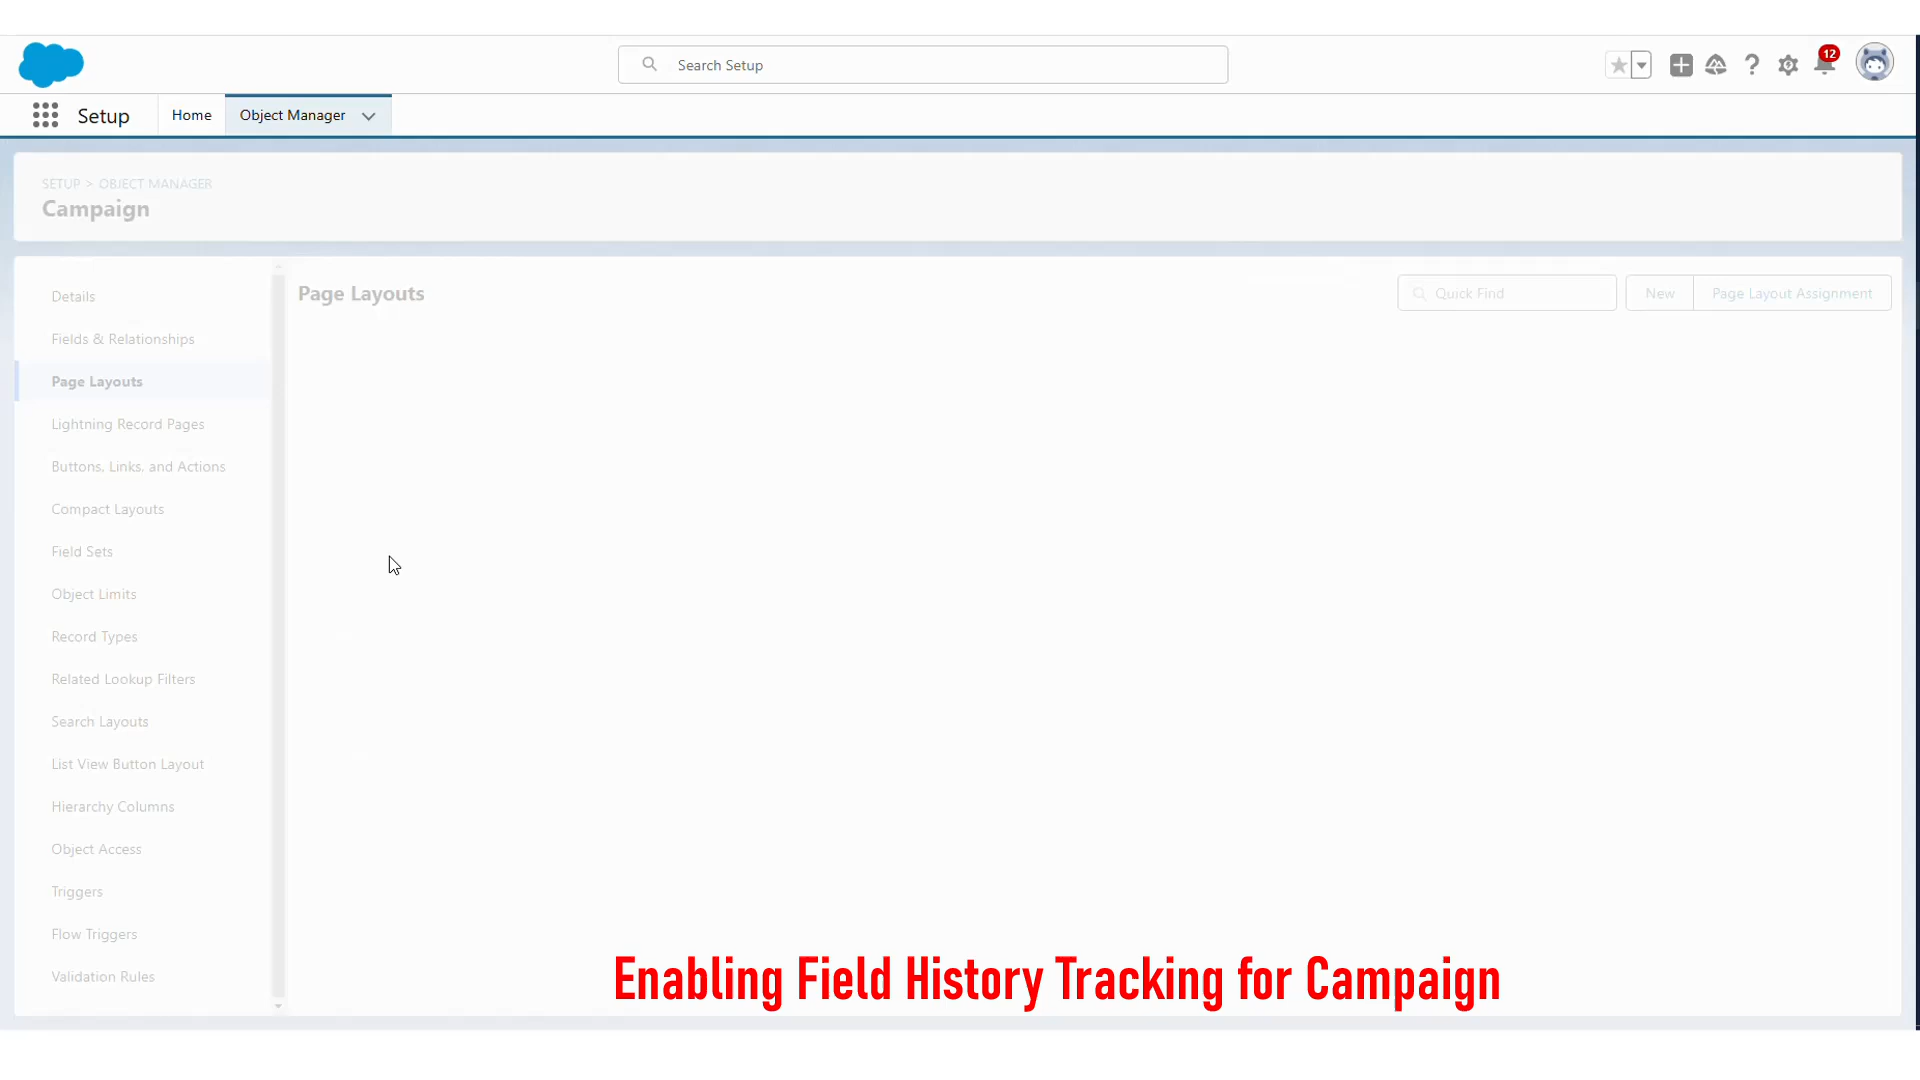 Search Setup
12
Setup
Home
Object Manager
SETUP > OBJECT MANAGER
Campaign
Details
Fields & Relationships
Page Layouts
Lightning Record Pages
Buttons, Links, and Actions
Compact Layouts
Field Sets
Object Limits
Record Types
Related Lookup Filters
Search Layouts
List View Button Layout
Hierarchy Columns
Object Access
Triggers
Flow Triggers
Validation Rules
Page Layouts
Quick Find
New
Page Layout Assignment
Enabling Field History Tracking for Campaign